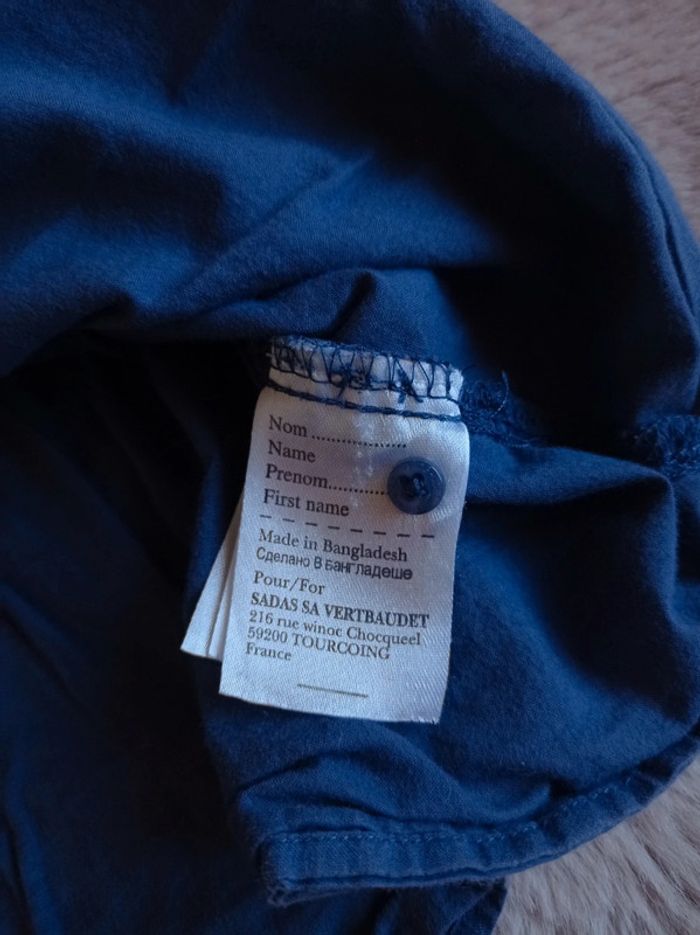 Nom ..................
Name
Prenom...........
First name
Made in Bangladesh
Сделано В Бангладеше
Pour/For
SADAS SA VERTBAUDET
216 rue winoc Chocqueel
59200 TOURCOING
France